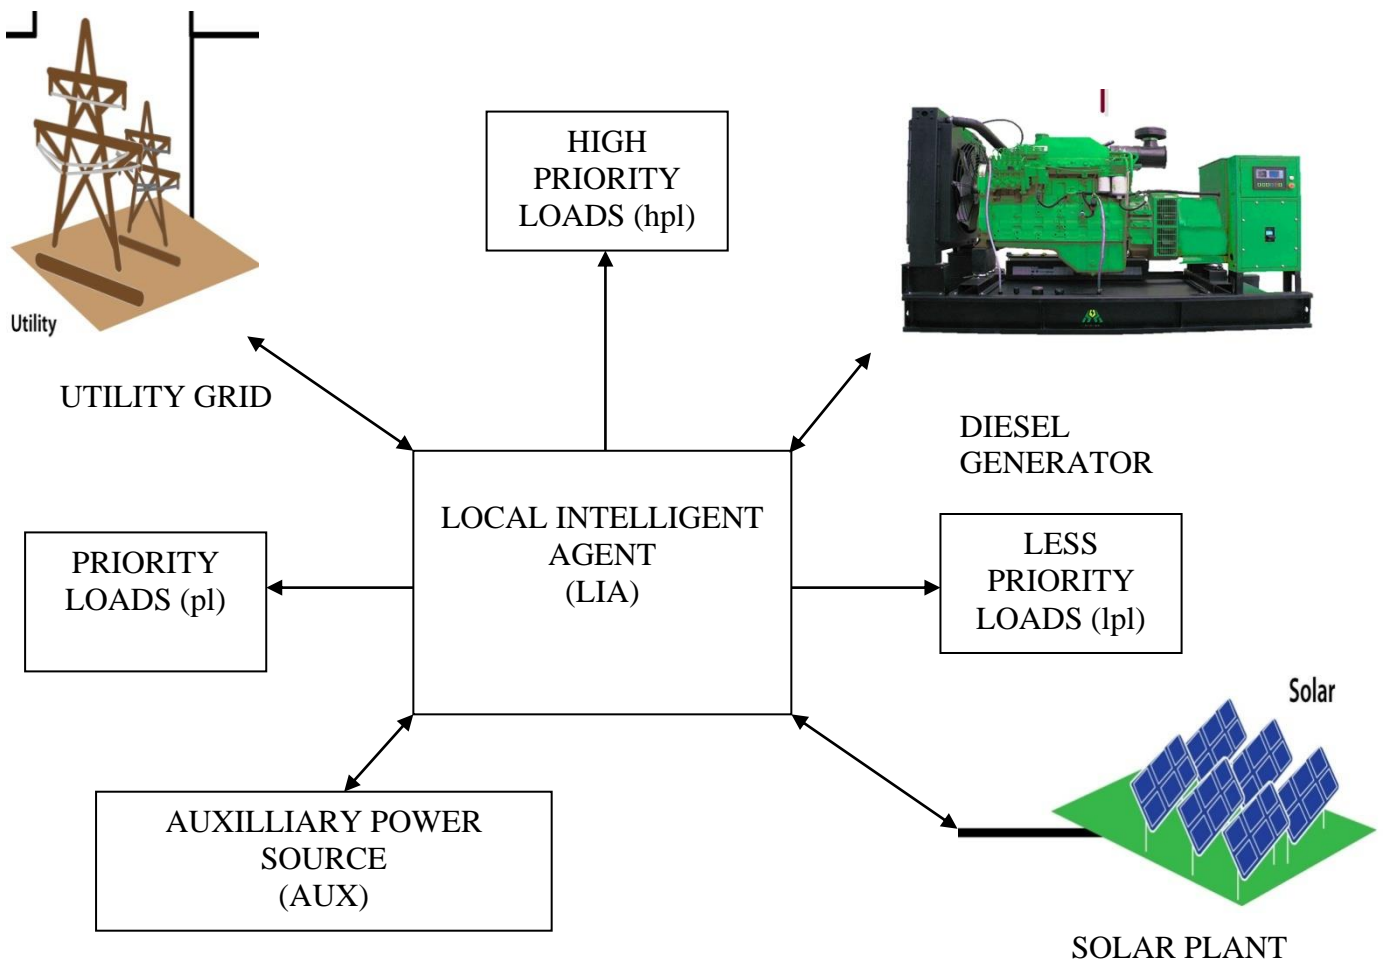 HIGH
PRIORITY
LOADS (hpl)
Utility
UTILITY GRID
DIESEL
GENERATOR
LOCAL INTELLIGENT
AGENT
(LIA)
PRIORITY
LOADS (pl)
LESS
PRIORITY
LOADS (lpl)
Solar
AUXILLIARY POWER
SOURCE
(AUX)
SOLAR PLANT